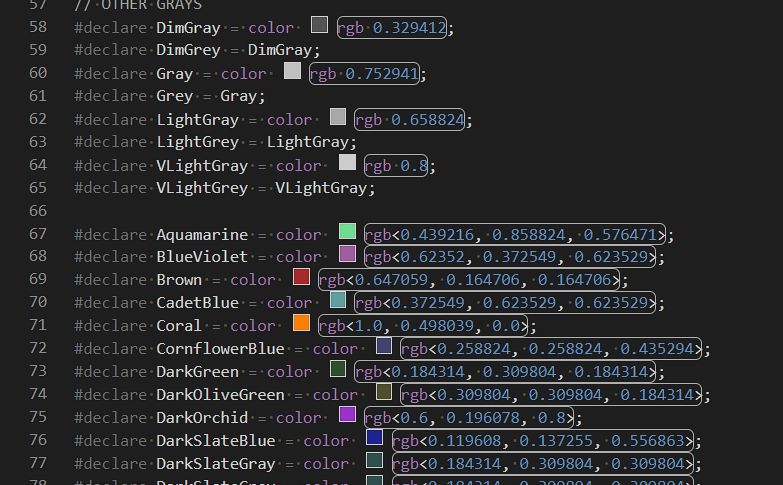 57 // OTHER GRAYS
58 #declare DimGray = color rgb 0.329412;
59 #declare DimGrey = DimGray;
60 #declare Gray = color rgb 0.752941;
61 #declare Grey = Gray;
62 #declare LightGray = color rgb 0.658824;
63 #declare LightGrey = LightGray;
64 #declare VLightGray = color rgb 0.8;
65 #declare VLightGrey = VLightGray;
66
67 #declare Aquamarine = color rgb<0.439216, 0.858824, 0.576471>;
68 #declare BlueViolet = color rgb<0.62352, 0.372549, 0.623529>;
69 #declare Brown = color rgb<0.647059, 0.164706, 0.164706>;
70 #declare CadetBlue = color rgb<0.372549, 0.623529, 0.623529>;
71 #declare Coral = color rgb<1.0, 0.498039, 0.0>;
72 #declare CornflowerBlue = color rgb<0.258824, 0.258824, 0.435294>;
73 #declare DarkGreen = color rgb<0.184314, 0.309804, 0.184314>;
74 #declare DarkOliveGreen = color rgb<0.309804, 0.309804, 0.184314>;
75 #declare DarkOrchid = color rgb<0.6, 0.196078, 0.8>;
76 #declare DarkSlateBlue = color rgb<0.119608, 0.137255, 0.556863>;
77 #declare DarkSlateGray = color rgb<0.184314, 0.309804, 0.309804>;